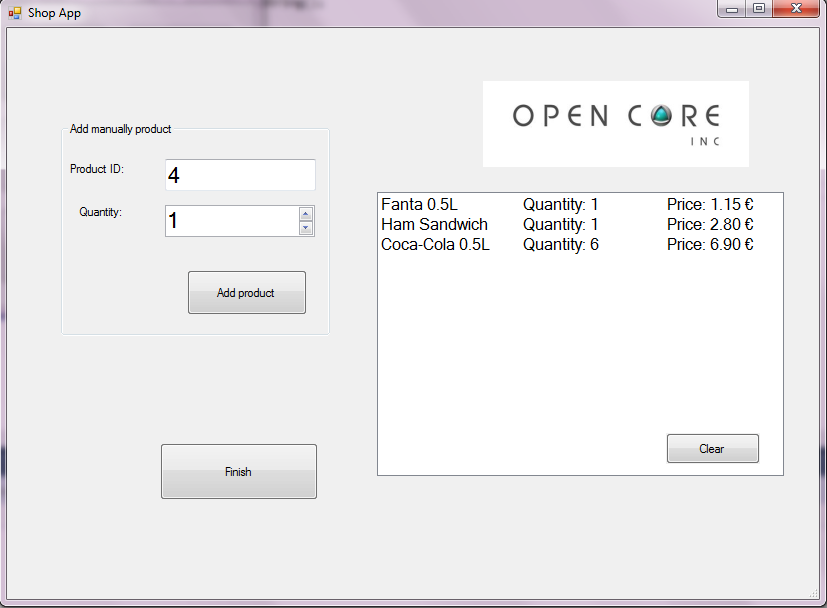 Shop App
Add manually product
Product ID:
4
Quantity:
1
Add product
Finish
OPEN CORE
INC
Fanta 0.5L Quantity: 1 Price: 1.15 €
Ham Sandwich Quantity: 1 Price: 2.80 €
Coca-Cola 0.5L Quantity: 6 Price: 6.90 €
Clear